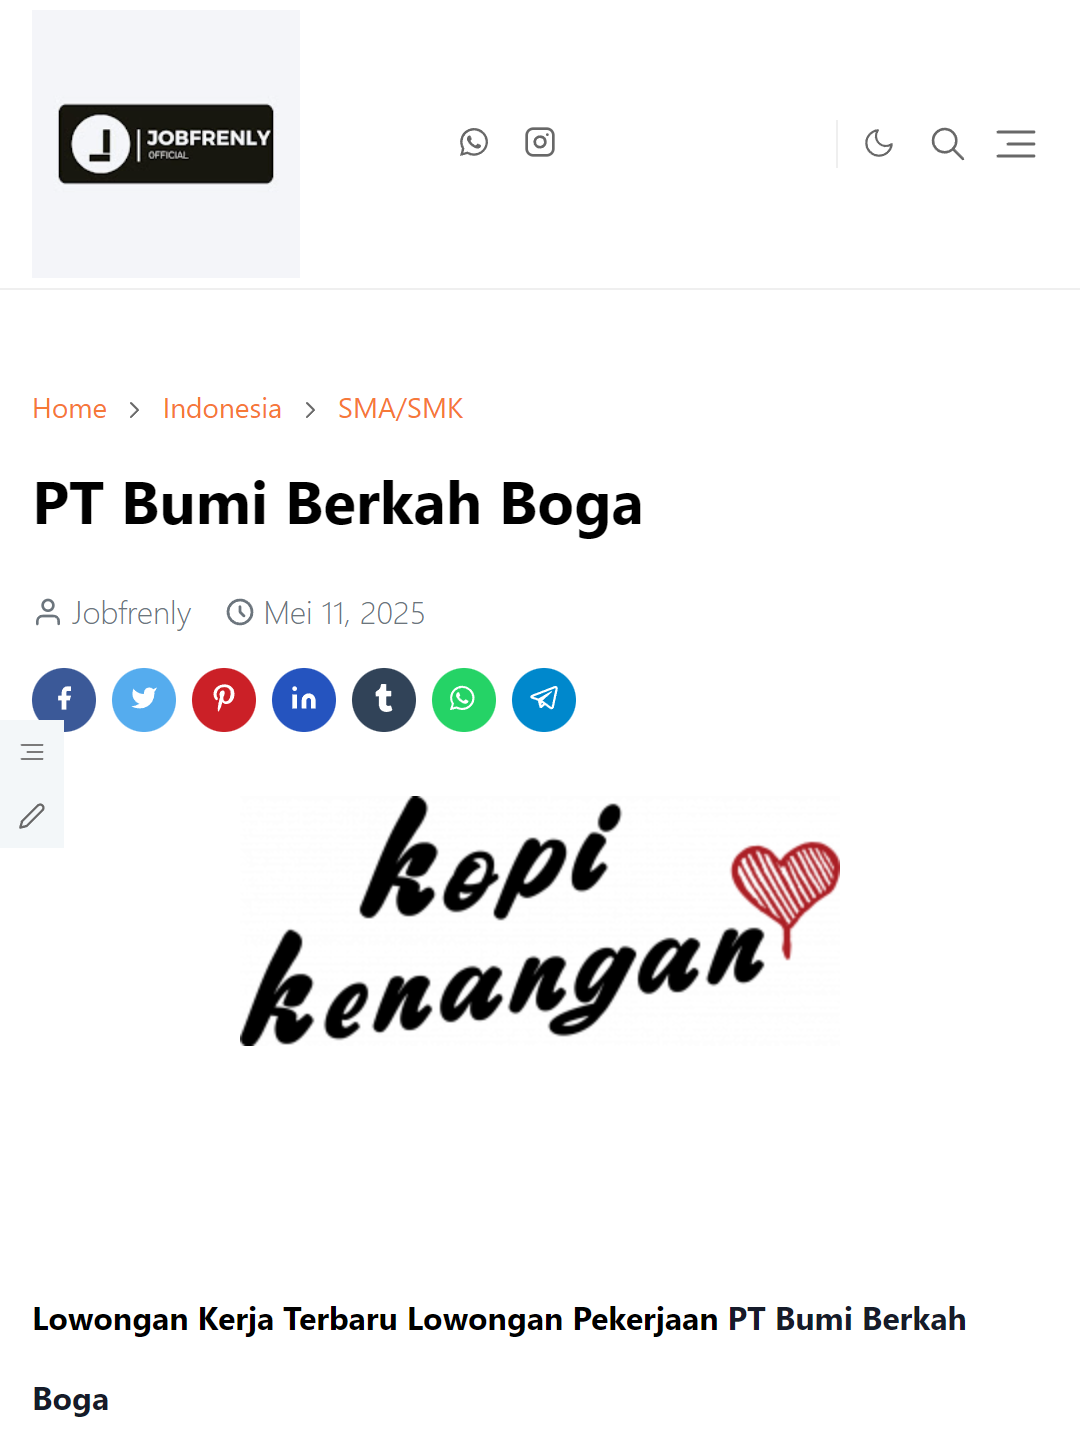 JOBFRENLY
OFFICIAL
Home > Indonesia > SMA/SMK
PT Bumi Berkah Boga
Jobfrenly Mei 11, 2025
kopi
kenangan
Lowongan Kerja Terbaru Lowongan Pekerjaan PT Bumi Berkah
Boga